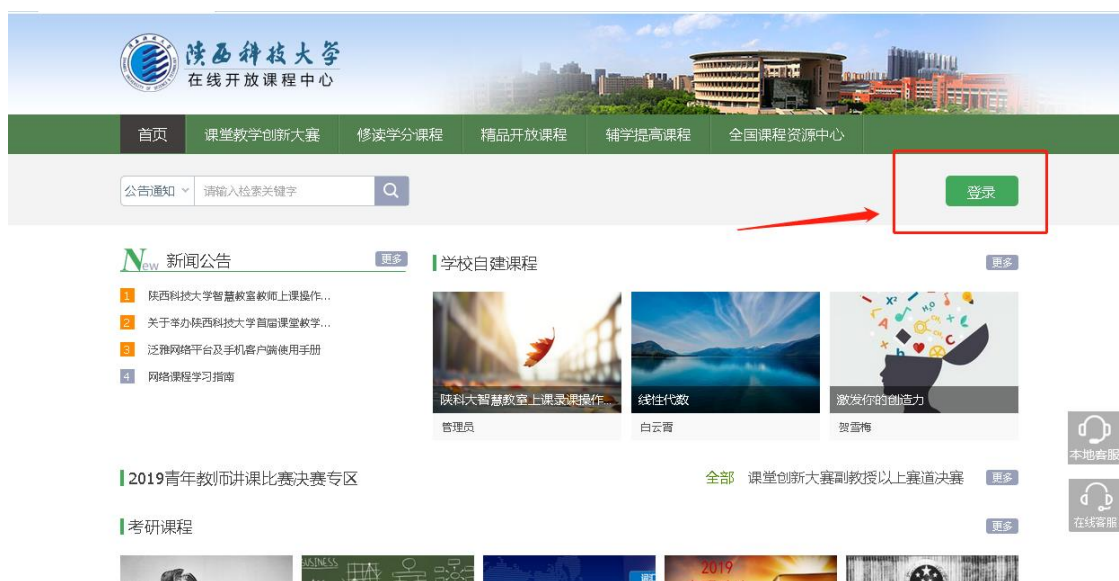 陕西科技大学
在线开放课程中心
首页 课堂教学创新大赛 修读学分课程 精品开放课程 辅学提高课程 全国课程资源中心
公告通知 请输入检索关键字
登录
New 新闻公告 更多
1 陕西科技大学智慧教室教师上课操作...
2 关于举办陕西科技大学首届课堂教学...
3 泛雅网络平台及手机客户端使用手册
4 网络课程学习指南
学校自建课程 更多
陕科大智慧教室上课录课操作...
管理员
线性代数
白云霄
激发你的创造力
贺雪梅
本地客服
在线客服
2019青年教师讲课比赛决赛专区 全部 课堂创新大赛副教授以上赛道决赛 更多
考研课程 更多
BUSINESS
2019